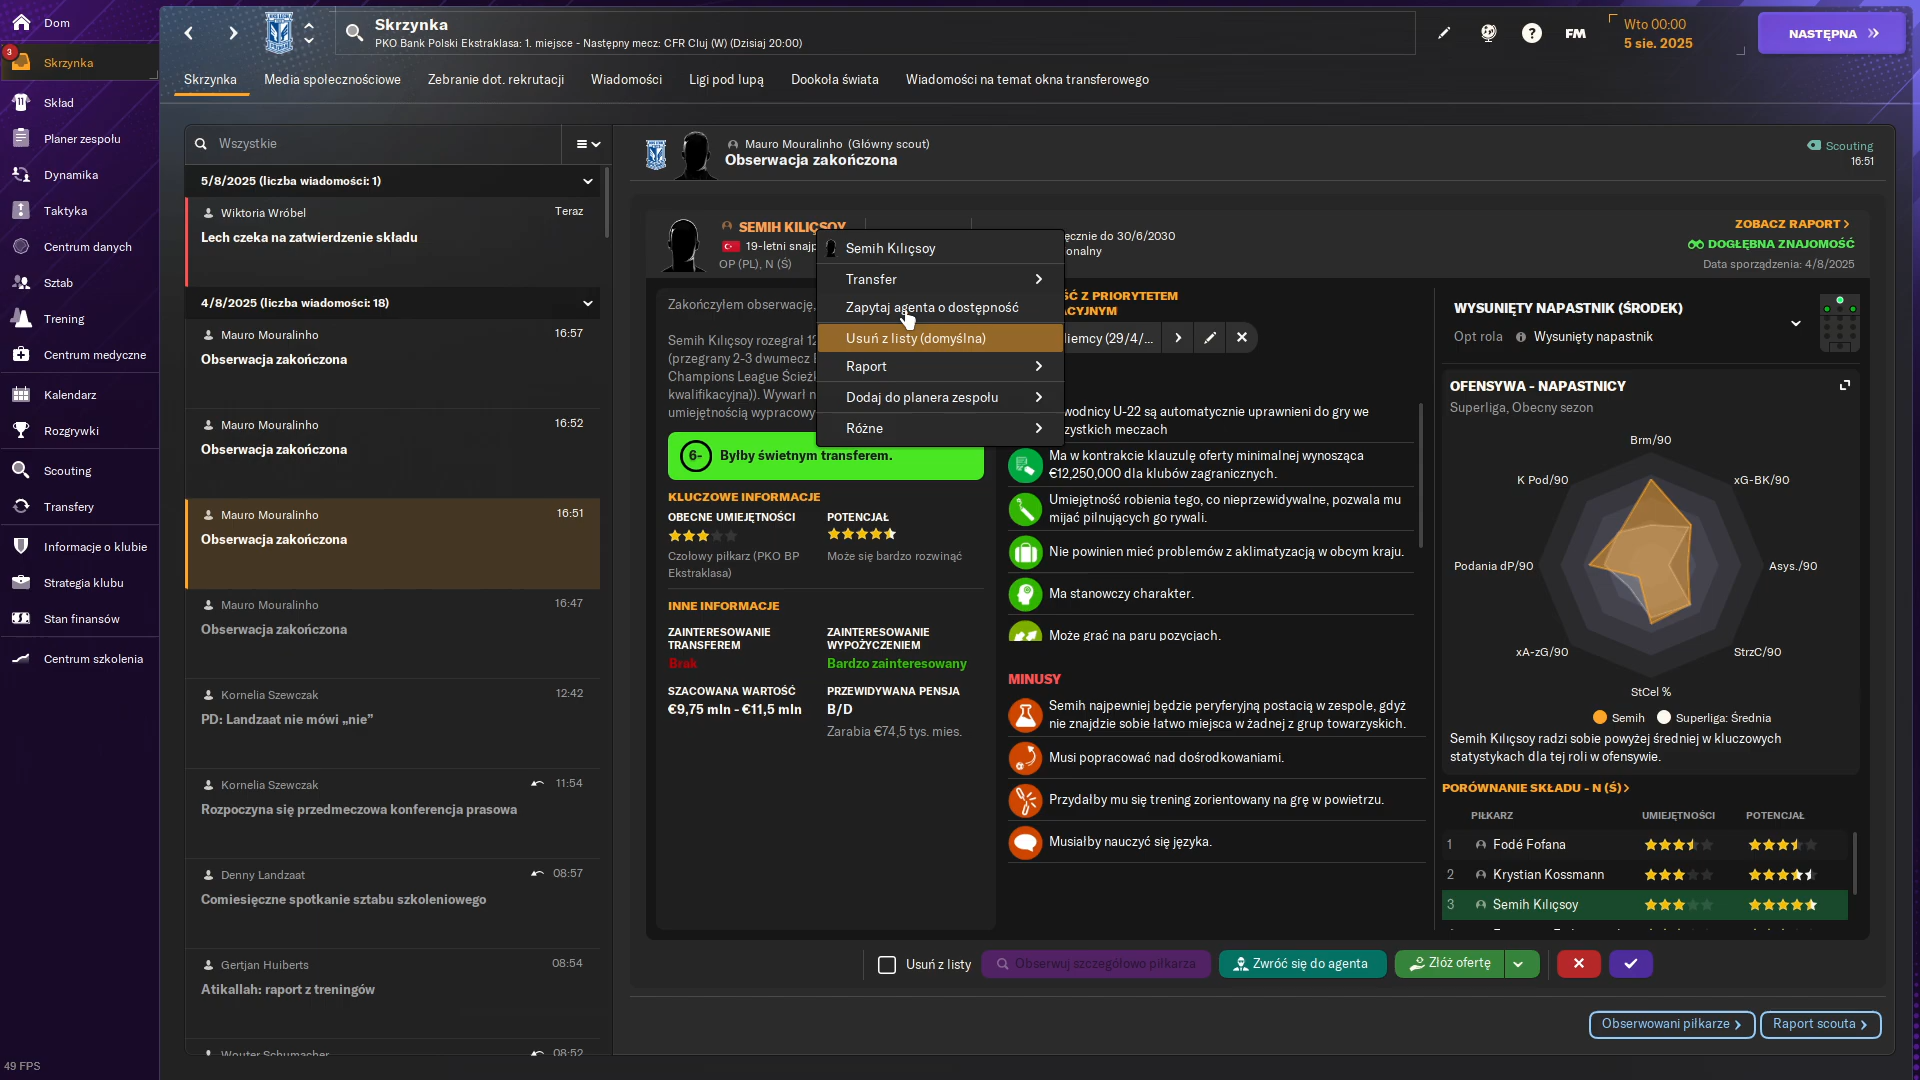 Dom
3
Skrzynka
Skład
Planer zespołu
Dynamika
Taktyka
Centrum danych
Sztab
Trening
Centrum medyczne
Kalendarz
Rozgrywki
Scouting
Transfery
Informacje o klubie
Strategia klubu
Stan finansów
Centrum szkolenia
49 FPS
Skrzynka
PKO Bank Polski Ekstraklasa: 1. miejsce - Następny mecz: CFR Cluj (W) (Dzisiaj 20:00)
FM
Wto 00:00
5 sie. 2025
NASTĘPNA
Skrzynka
Media społecznościowe
Zebranie dot. rekrutacji
Wiadomości
Ligi pod lupą
Dookoła świata
Wiadomości na temat okna transferowego
Wszystkie
5/8/2025 (liczba wiadomości: 1)
Wiktoria Wróbel
Teraz
Lech czeka na zatwierdzenie składu
4/8/2025 (liczba wiadomości: 18)
Mauro Mouralinho
16:57
Obserwacja zakończona
Mauro Mouralinho
16:52
Obserwacja zakończona
Mauro Mouralinho
16:51
Obserwacja zakończona
Mauro Mouralinho
16:47
Obserwacja zakończona
Kornelia Szewczak
12:42
PD: Landzaat nie mówi „nie”
Kornelia Szewczak
11:54
Rozpoczyna się przedmeczowa konferencja prasowa
Denny Landzaat
08:57
Comiesięczne spotkanie sztabu szkoleniowego
Gertjan Huiberts
08:54
Atikallah: raport z treningów
Wouter Schumacher
08:52
Mauro Mouralinho (Główny scout)
Obserwacja zakończona
Scouting
16:51
SEMIH KILIÇSOY
19-letni snajp
OP (PL), N (Ś)
ęcznie do 30/6/2030
onalny
ZOBACZ RAPORT
DOGŁĘBNA ZNAJOMOŚĆ
Data sporządzenia: 4/8/2025
Semih Kılıçsoy
Transfer
Zapytaj agenta o dostępność
Usuń z listy (domyślna)
Raport
Dodaj do planera zespołu
Różne
Zakończyłem obserwację,
Semih Kılıçsoy rozegrał 12
(przegrany 2-3 dwumecz
Champions League Ścieżk
kwalifikacyjna)). Wywarł n
umiejętnością wypracowy
6-
Byłby świetnym transferem.
KLUCZOWE INFORMACJE
OBECNE UMIEJĘTNOŚCI
POTENCJAŁ
Czołowy piłkarz (PKO BP
Ekstraklasa)
Może się bardzo rozwinąć
INNE INFORMACJE
ZAINTERESOWANIE
TRANSFEREM
ZAINTERESOWANIE
WYPOŻYCZENIEM
Brak
Bardzo zainteresowany
SZACOWANA WARTOŚĆ
PRZEWIDYWANA PENSJA
€9,75 mln - €11,5 mln
B/D
Zarabia €74,5 tys. mies.
ŚĆ Z PRIORYTETEM
ACYJNYM
liemcy (29/4/...
wodnicy U-22 są automatycznie uprawnieni do gry we
zystkich meczach
Ma w kontrakcie klauzulę oferty minimalnej wynosząca
€12,250,000 dla klubów zagranicznych.
Umiejętność robienia tego, co nieprzewidywalne, pozwala mu
mijać pilnujących go rywali.
Nie powinien mieć problemów z aklimatyzacją w obcym kraju.
Ma stanowczy charakter.
Może grać na paru pozycjach.
MINUSY
Semih najpewniej będzie peryferyjną postacią w zespole, gdyż
nie znajdzie sobie łatwo miejsca w żadnej z grup towarzyskich.
Musi popracować nad dośrodkowaniami.
Przydałby mu się trening zorientowany na grę w powietrzu.
Musiałby nauczyć się języka.
WYSUNIĘTY NAPASTNIK (ŚRODEK)
Opt rola
Wysunięty napastnik
OFENSYWA - NAPASTNICY
Superliga, Obecny sezon
Brm/90
K Pod/90
xG-BK/90
Podania dP/90
Asys./90
xA-zG/90
StrzC/90
StCel %
Semih
Superliga: Średnia
Semih Kılıçsoy radzi sobie powyżej średniej w kluczowych
statystykach dla tej roli w ofensywie.
PORÓWNANIE SKŁADU - N (Ś)
PIŁKARZ
UMIEJĘTNOŚCI
POTENCJAŁ
1
Fodé Fofana
2
Krystian Kossmann
3
Semih Kılıçsoy
Usuń z listy
Obserwuj szczegółowo piłkarza
Zwróć się do agenta
Złóż ofertę
Obserwowani piłkarze
Raport scouta